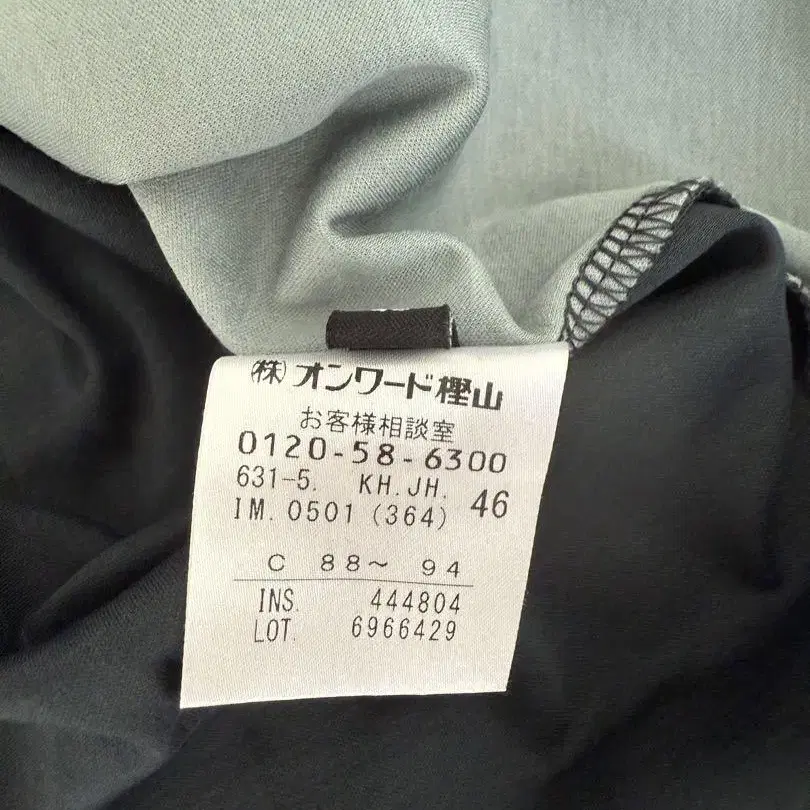 ㈱オンワード樫山
お客様相談室
0120-58-6300
631-5. KH.JH. 46
IM.0501(364)
C 88〜 94
INS. 444804
LOT. 6966429